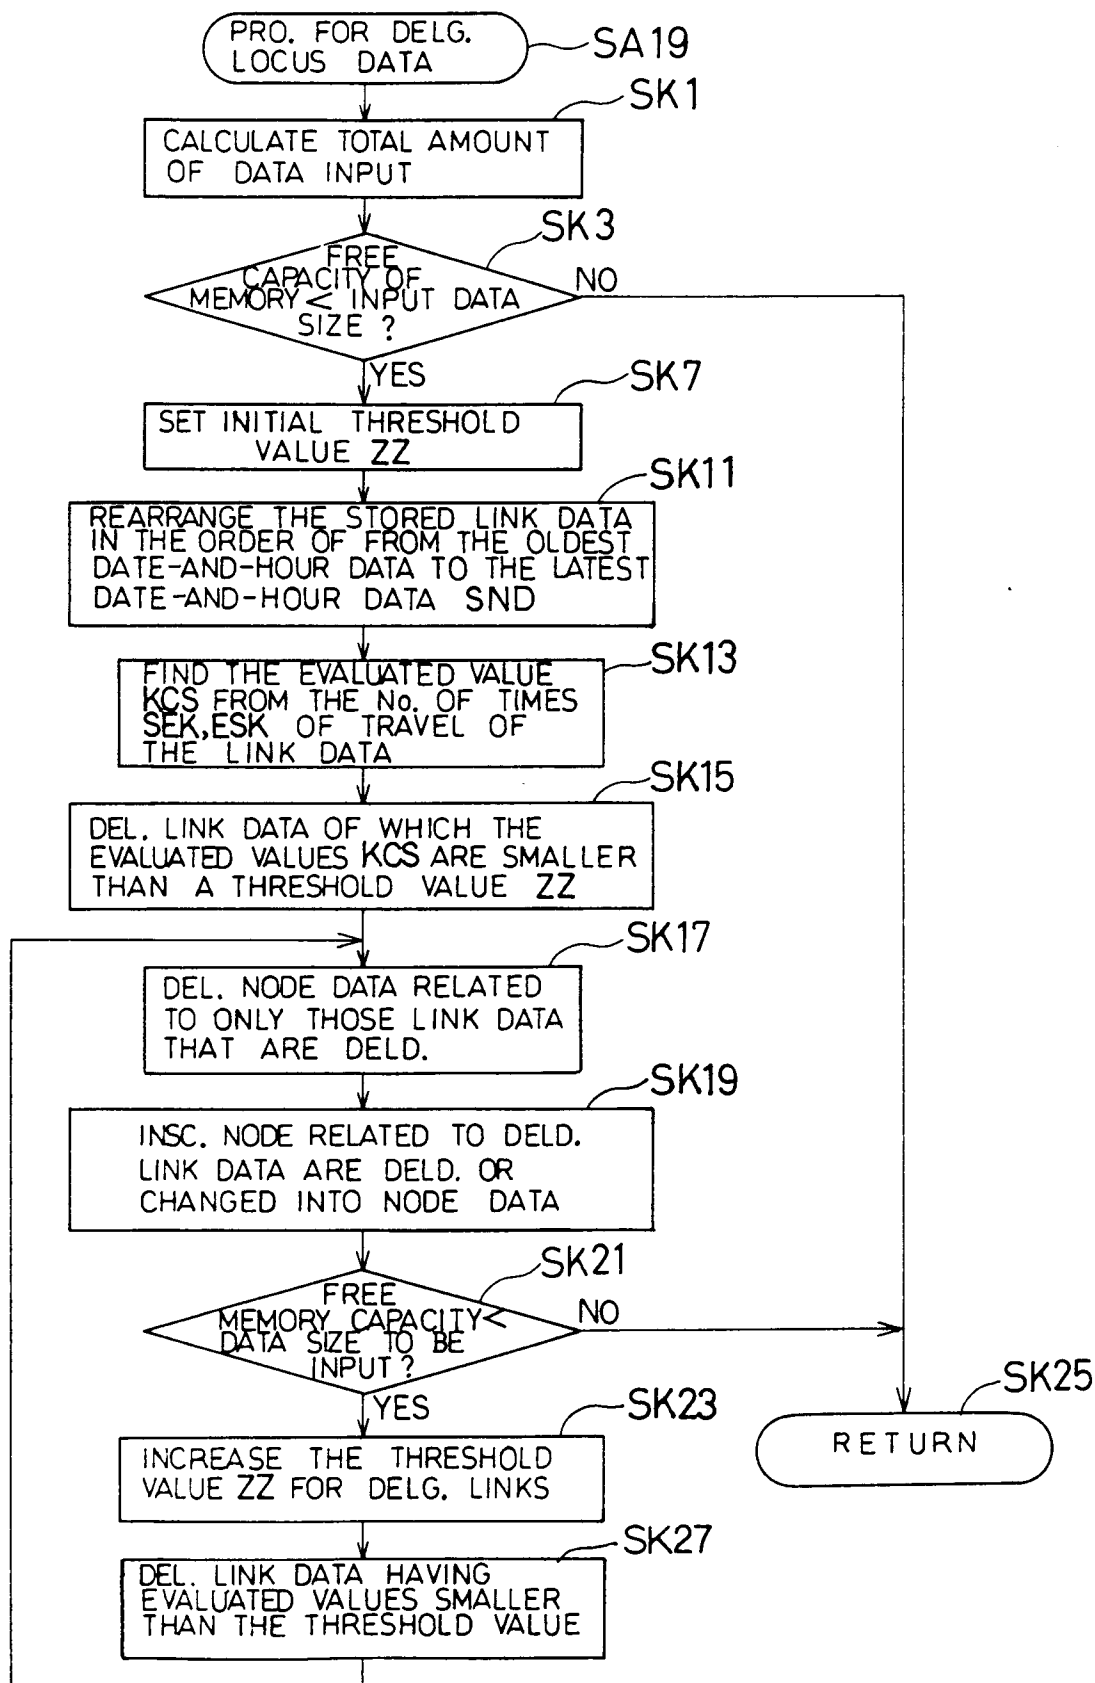 PRO. FOR DELG.
LOCUS DATA
SA19
SK1
CALCULATE TOTAL AMOUNT
OF DATA INPUT
SK3
FREE
CAPACITY OF
MEMORY < INPUT DATA
SIZE ?
NO
YES
SK7
SET INITIAL THRESHOLD
VALUE ZZ
SK11
REARRANGE THE STORED LINK DATA
IN THE ORDER OF FROM THE OLDEST
DATE-AND-HOUR DATA TO THE LATEST
DATE-AND-HOUR DATA SND
SK13
FIND THE EVALUATED VALUE
KCS FROM THE No. OF TIMES
SEK,ESK OF TRAVEL OF
THE LINK DATA
SK15
DEL. LINK DATA OF WHICH THE
EVALUATED VALUES KCS ARE SMALLER
THAN A THRESHOLD VALUE ZZ
SK17
DEL. NODE DATA RELATED
TO ONLY THOSE LINK DATA
THAT ARE DELD.
SK19
INSC. NODE RELATED TO DELD.
LINK DATA ARE DELD. OR
CHANGED INTO NODE DATA
SK21
FREE
MEMORY CAPACITY <
DATA SIZE TO BE
INPUT ?
NO
YES
SK23
INCREASE THE THRESHOLD
VALUE ZZ FOR DELG. LINKS
SK25
RETURN
SK27
DEL. LINK DATA HAVING
EVALUATED VALUES SMALLER
THAN THE THRESHOLD VALUE